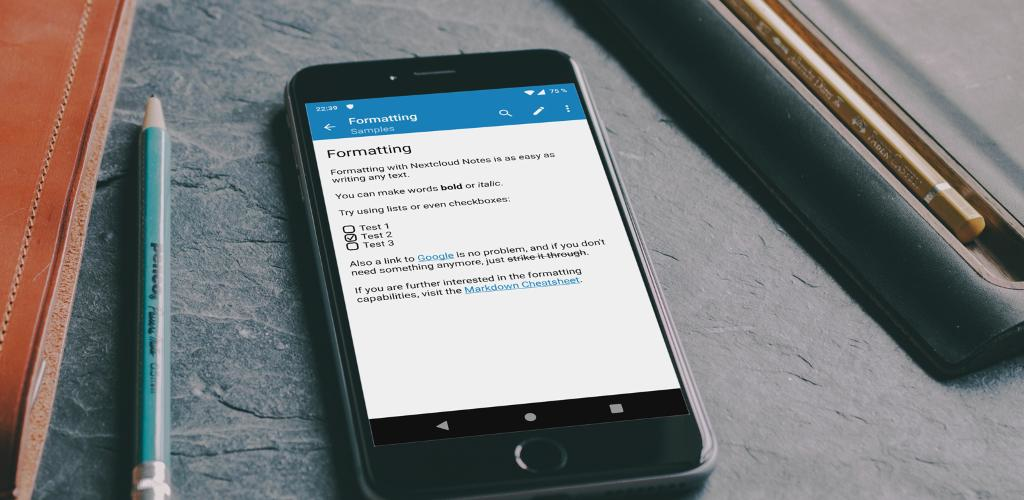 22:39 75 %
Formatting
Samples
Formatting
Formatting with Nextcloud Notes is as easy as
writing any text.
You can make words bold or italic.
Try using lists or even checkboxes:
Test 1
Test 2
Test 3
Also a link to Google is no problem, and if you don't
need something anymore, just strike it through.
If you are further interested in the formatting
capabilities, visit the Markdown Cheatsheet.